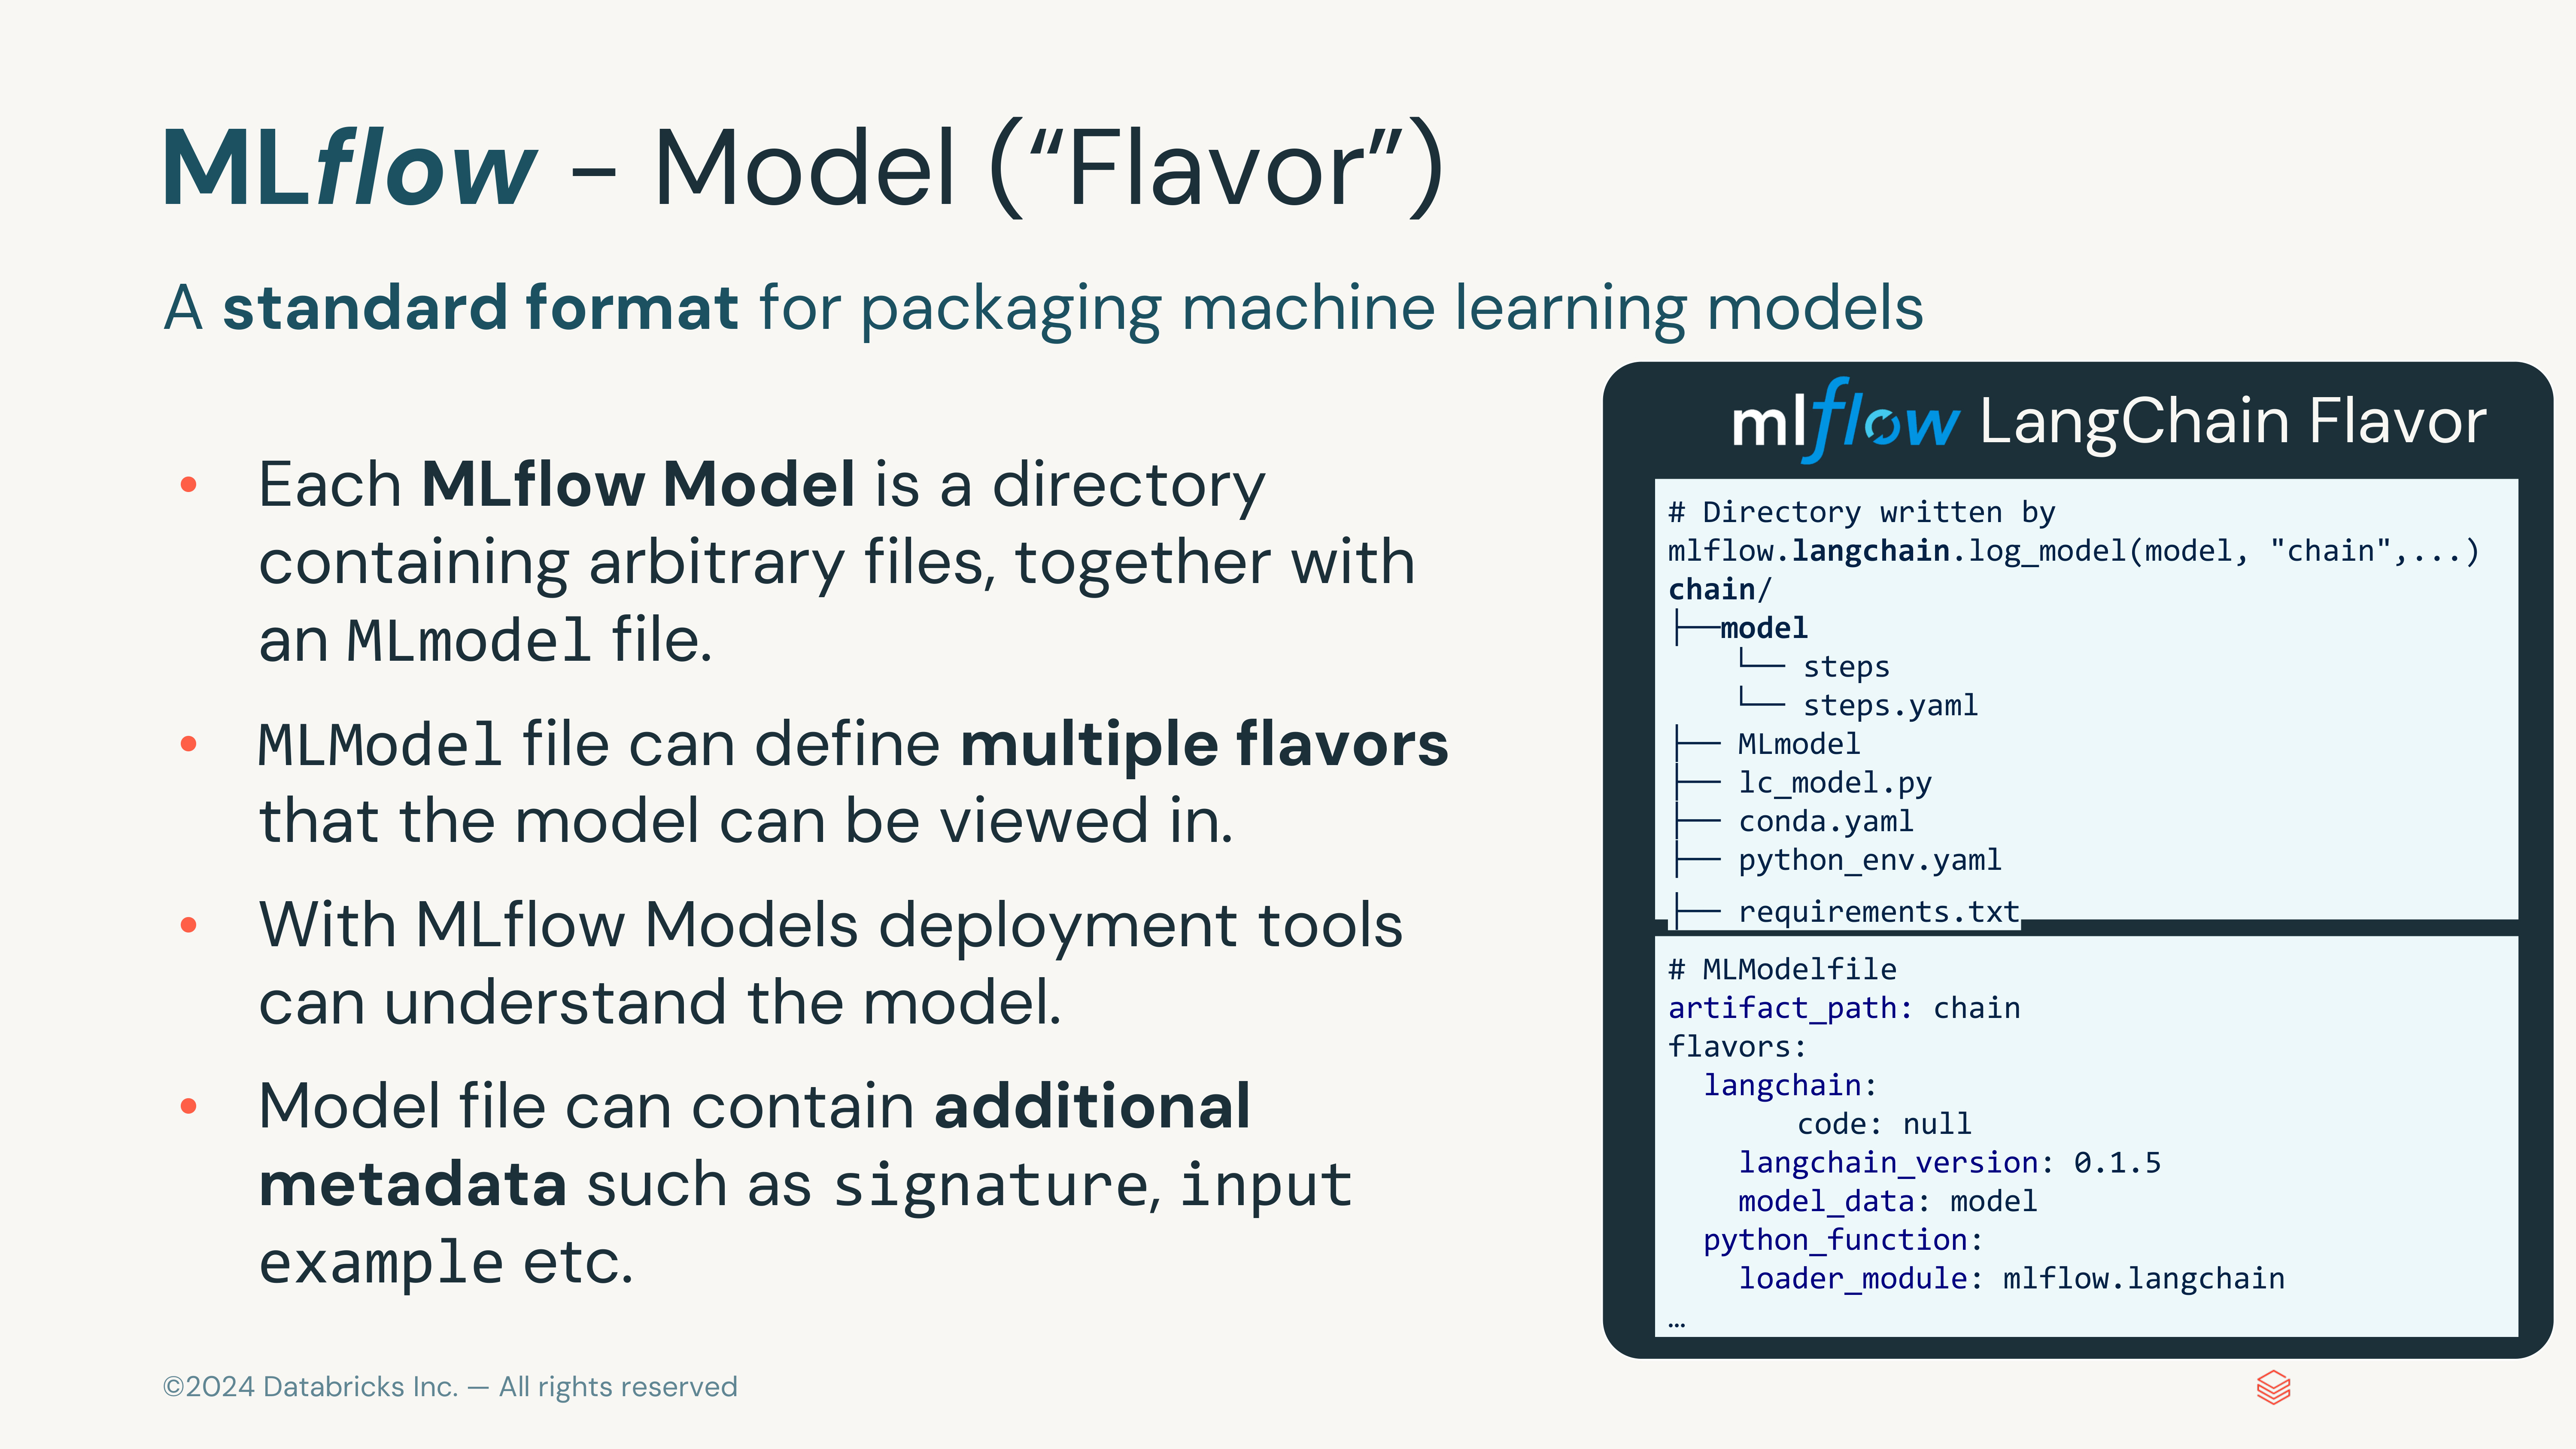 MLflow - Model (“Flavor”)
A standard format for packaging machine learning models
• Each MLflow Model is a directory
containing arbitrary files, together with
an MLmodel file.
• MLModel file can define multiple flavors
that the model can be viewed in.
• With MLflow Models deployment tools
can understand the model.
• Model file can contain additional
metadata such as signature, input
example etc.
mlflow LangChain Flavor
# Directory written by
mlflow.langchain.log_model(model, "chain",...)
chain/
├──model
    └── steps
    └── steps.yaml
├── MLmodel
├── lc_model.py
├── conda.yaml
├── python_env.yaml
├── requirements.txt
# MLModelfile
artifact_path: chain
flavors:
  langchain:
       code: null
    langchain_version: 0.1.5
    model_data: model
  python_function:
    loader_module: mlflow.langchain
…
©2024 Databricks Inc. — All rights reserved